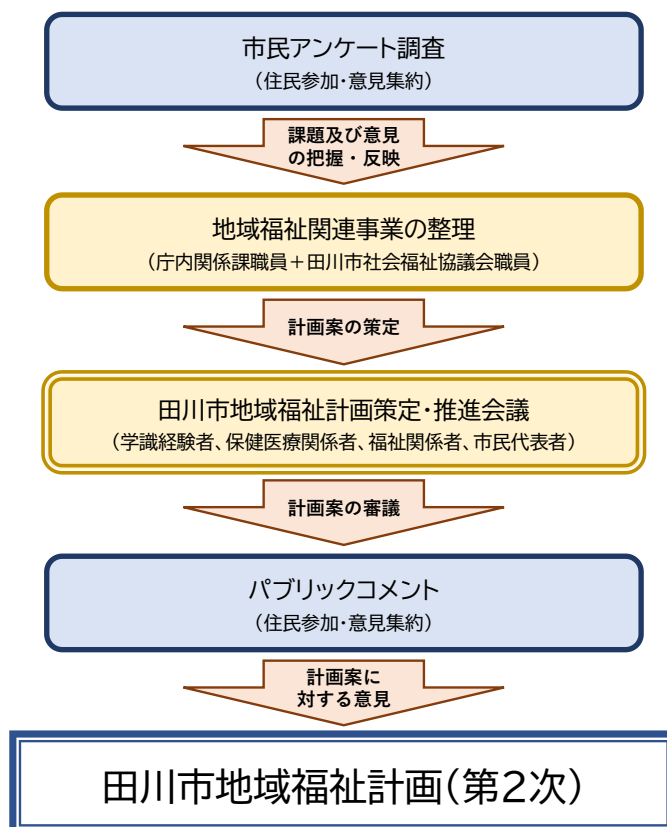 市民アンケート調査
（住民参加・意見集約）
課題及び意見
の把握・反映
地域福祉関連事業の整理
（庁内関係課職員＋田川市社会福祉協議会職員）
計画案の策定
田川市地域福祉計画策定・推進会議
（学識経験者、保健医療関係者、福祉関係者、市民代表者）
計画案の審議
パブリックコメント
（住民参加・意見集約）
計画案に
対する意見
田川市地域福祉計画（第２次）